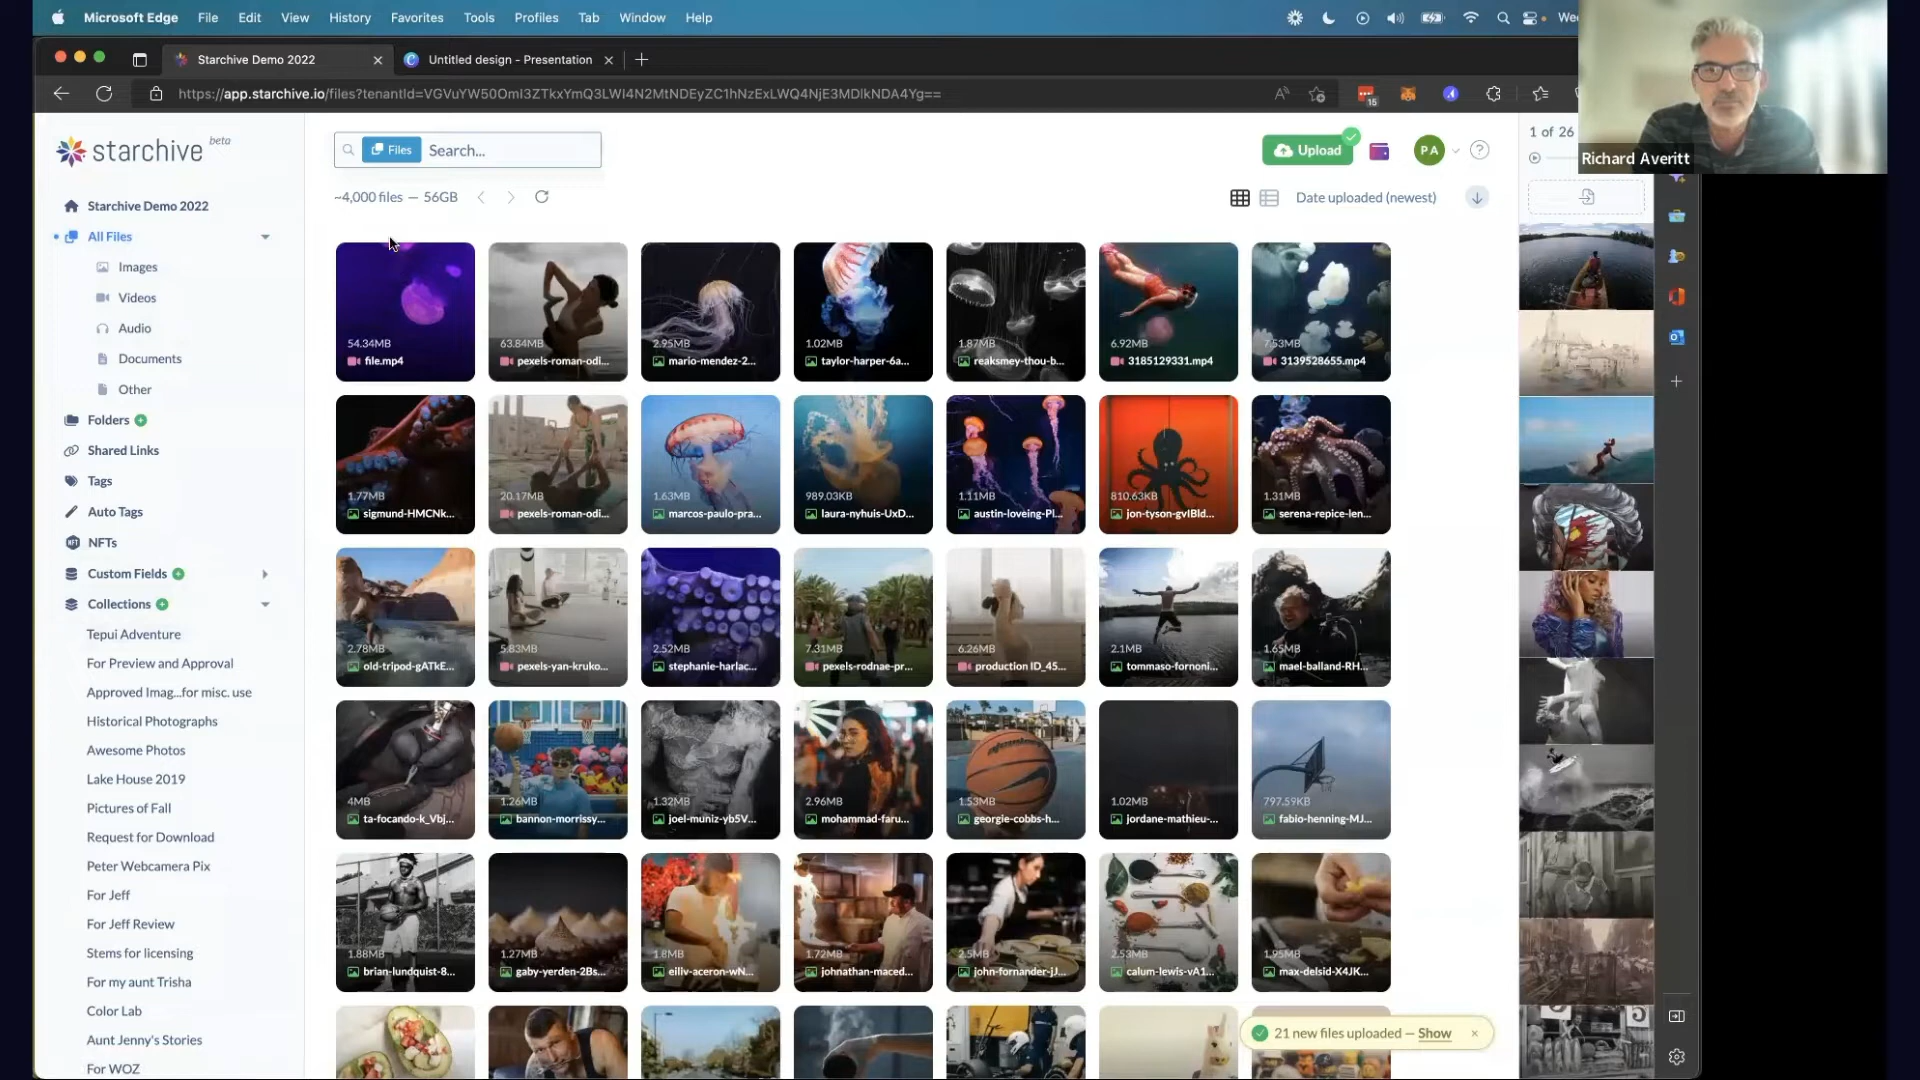 Microsoft Edge File Edit View History Favorites Tools Profiles Tab Window Help
Starchive Demo 2022
Untitled design - Presentation
https://app.starchive.io/files?tenantId=VGVuYW50OmI3ZTkxYmQ3LWI4N2MtNDEyZC1hNzExLWQ4NjE3MDlkNDA4Yg==
15
Richard Averitt
starchive beta
Files Search...
Upload
PA
1 of 26
~4,000 files — 56GB
Date uploaded (newest)
Starchive Demo 2022
All Files
Images
Videos
Audio
Documents
Other
Folders
Shared Links
Tags
Auto Tags
NFTs
Custom Fields
Collections
Tepui Adventure
For Preview and Approval
Approved Imag...for misc. use
Historical Photographs
Awesome Photos
Lake House 2019
Pictures of Fall
Request for Download
Peter Webcamera Pix
For Jeff
For Jeff Review
Stems for licensing
For my aunt Trisha
Color Lab
Aunt Jenny's Stories
For WOZ
54.34MB
file.mp4
63.84MB
pexels-roman-odi...
2.95MB
mario-mendez-2...
1.02MB
taylor-harper-6a...
1.87MB
reaksmey-thou-b...
6.92MB
3185129331.mp4
7.53MB
3139528655.mp4
1.77MB
sigmund-HMCNk...
20.17MB
pexels-roman-odi...
1.63MB
marcos-paulo-pra...
989.03KB
laura-nyhuis-UxD...
1.11MB
austin-loveing-Pl...
810.63KB
jon-tyson-gvIBld...
1.31MB
serena-repice-len...
2.78MB
old-tripod-gATkE...
5.83MB
pexels-yan-kruko...
2.52MB
stephanie-harlac...
7.31MB
pexels-rodnae-pr...
6.26MB
production ID_45...
2.1MB
tommaso-fornoni...
1.65MB
mael-balland-RH...
4MB
ta-focando-k_Vbj...
1.26MB
bannon-morrissy...
1.32MB
joel-muniz-yb5V...
2.96MB
mohammad-faru...
1.53MB
georgie-cobbs-h...
1.02MB
jordane-mathieu-...
797.59KB
fabio-henning-MJ...
1.88MB
brian-lundquist-8...
1.27MB
gaby-yerden-2Bs...
1.8MB
eiliv-aceron-wN...
1.72MB
johnathan-maced...
2.5MB
john-fornander-jJ...
2.53MB
calum-lewis-vA1...
1.95MB
max-delsid-X4JK...
21 new files uploaded — Show